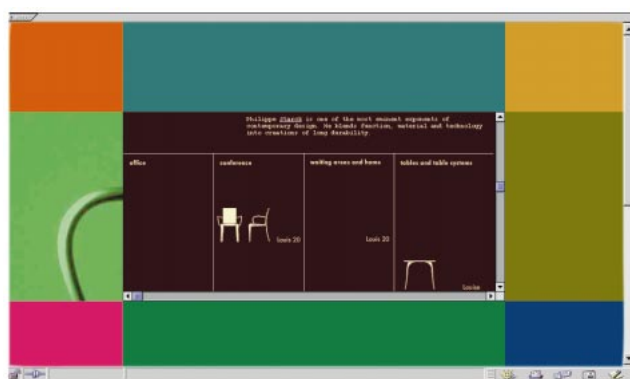 Philippe Starck is one of the most eminent exponents of
contemporary design. He blends function, material and technology
into creations of long durability.
office
conference
waiting areas and home
tables and table systems
Louis 20
Louis 20
Louise